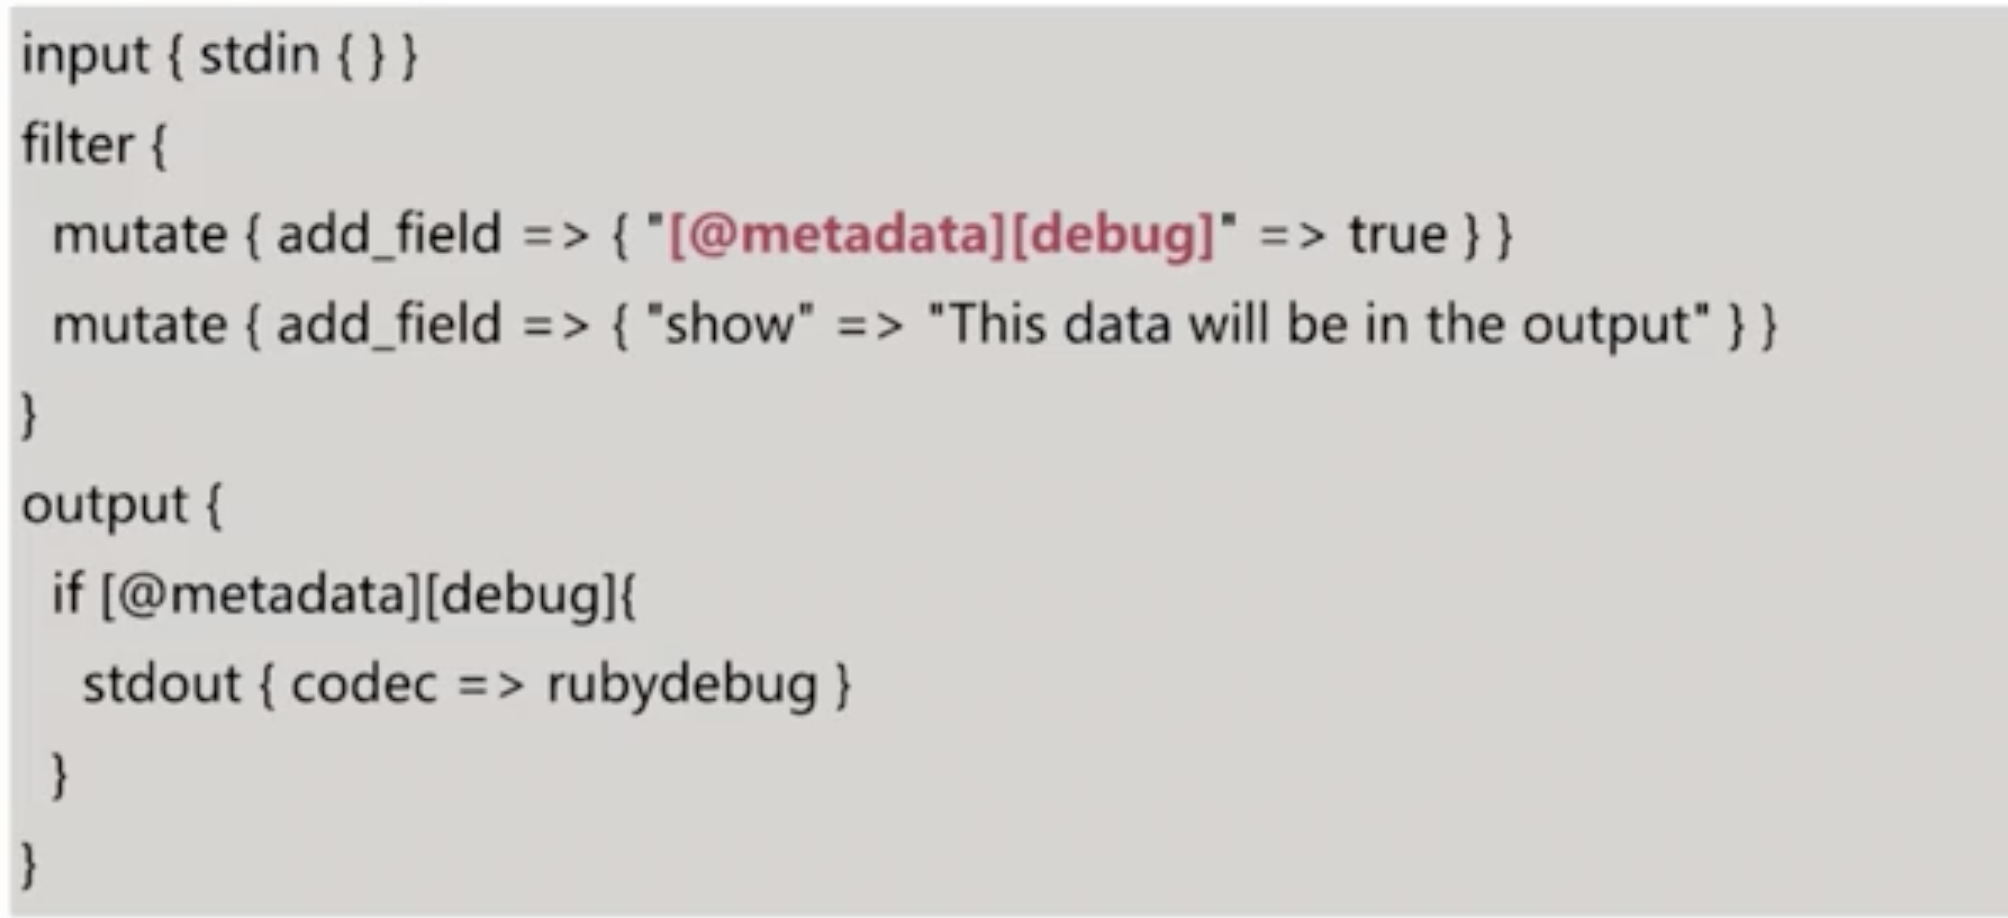 input { stdin { } }
filter {
mutate { add_field => { "[@metadata][debug]" => true } }
mutate { add_field => { "show" => "This data will be in the output" } }
}
output {
if [@metadata][debug]{
stdout { codec => rubydebug }
}
}